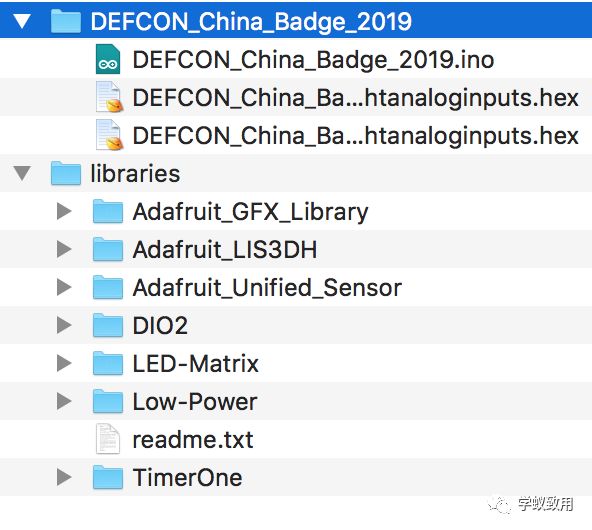 DEFCON_China_Badge_2019
DEFCON_China_Badge_2019.ino
DEFCON_China_Ba...htanaloginputs.hex
DEFCON_China_Ba...htanaloginputs.hex
libraries
Adafruit_GFX_Library
Adafruit_LIS3DH
Adafruit_Unified_Sensor
DIO2
LED-Matrix
Low-Power
readme.txt
TimerOne
学蚁致用